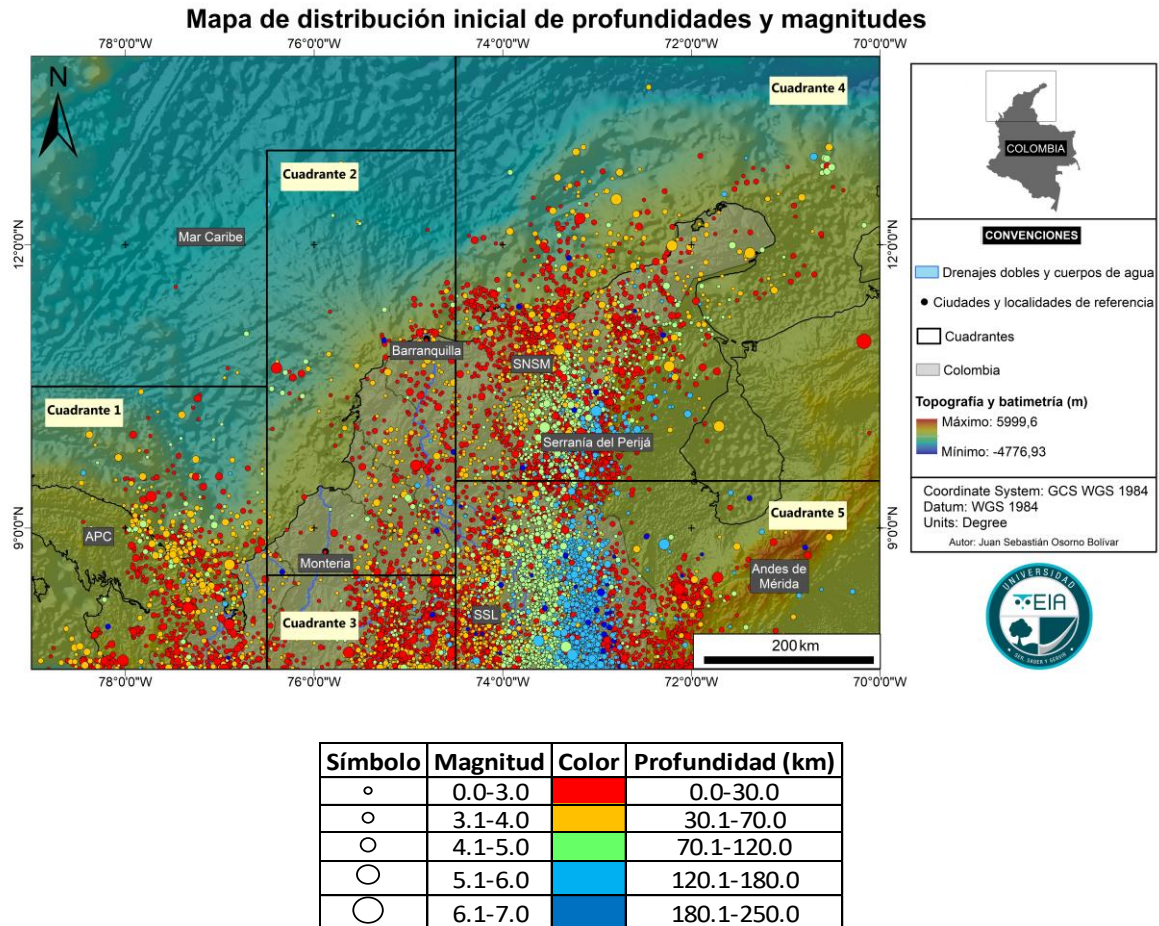 Mapa de distribución inicial de profundidades y magnitudes
78°0'0"W 76°0'0"W 74°0'0"W 72°0'0"W 70°0'0"W
N
Cuadrante 4
Cuadrante 2
Mar Caribe
12°0'0"N 12°0'0"N
Barranquilla
SNSM
Cuadrante 1
Serranía del Perijá
9°0'0"N 9°0'0"N
Cuadrante 5
APC
Monteria
Andes de
Mérida
Cuadrante 3
SSL
200 km
78°0'0"W 76°0'0"W 74°0'0"W 72°0'0"W 70°0'0"W
COLOMBIA
CONVENCIONES
Drenajes dobles y cuerpos de agua
Ciudades y localidades de referencia
Cuadrantes
Colombia
Topografía y batimetría (m)
Máximo: 5999,6
Mínimo: -4776,93
Coordinate System: GCS WGS 1984
Datum: WGS 1984
Units: Degree
Autor: Juan Sebastián Osorno Bolívar
UNIVERSIDAD
EIA
SER, SABER Y SERVIR
Símbolo Magnitud Color Profundidad (km)
0.0-3.0 0.0-30.0
3.1-4.0 30.1-70.0
4.1-5.0 70.1-120.0
5.1-6.0 120.1-180.0
6.1-7.0 180.1-250.0